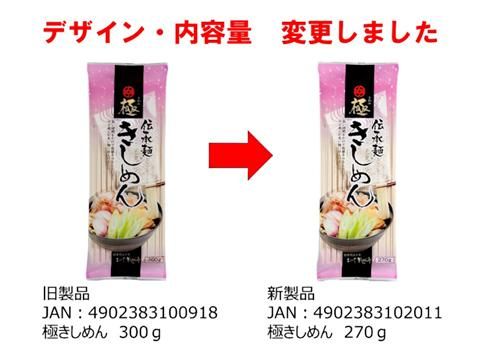 デザイン・内容量　変更しました
極
伝承麺
きしめん
300g
極
伝承麺
きしめん
270g
旧製品
JAN：4902383100918
極きしめん　300ｇ
新製品
JAN：4902383102011
極きしめん　270ｇ